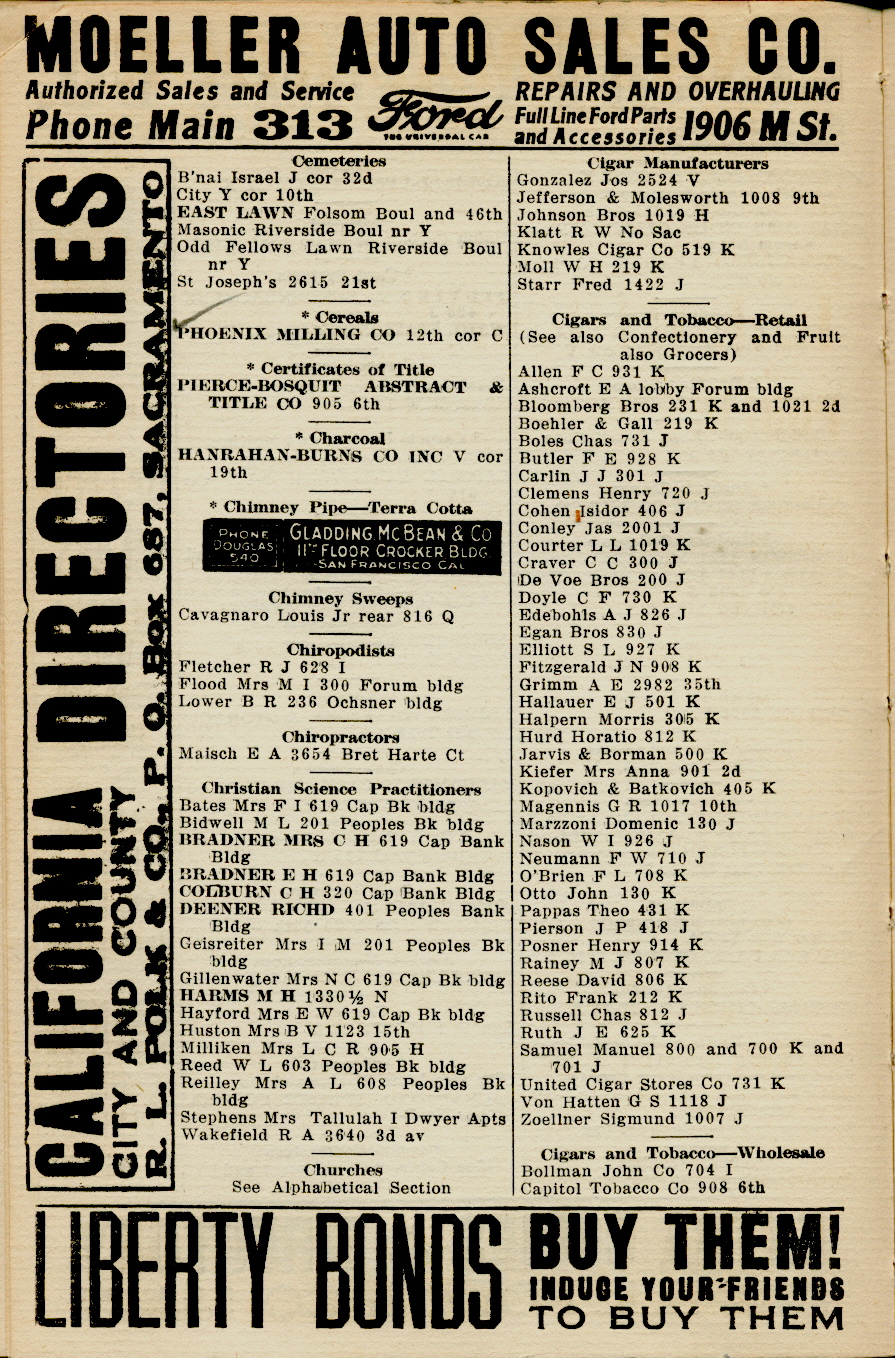 MOELLER AUTO SALES CO.
Authorized Sales and Service
Phone Main 313
Ford
THE UNIVERSAL CAR
REPAIRS AND OVERHAULING
Full Line Ford Parts
and Accessories
1906 M St.
CALIFORNIA DIRECTORIES
CITY AND COUNTY
R. L. POLK & CO., P. O. Box 687, SACRAMENTO
Cemeteries
B'nai Israel J cor 32d
City Y cor 10th
EAST LAWN Folsom Boul and 46th
Masonic Riverside Boul nr Y
Odd Fellows Lawn Riverside Boul
nr Y
St Joseph's 2615 21st
* Cereals
PHOENIX MILLING CO 12th cor C
* Certificates of Title
PIERCE-BOSQUIT ABSTRACT &
TITLE CO 905 6th
* Charcoal
HANRAHAN-BURNS CO INC V cor
19th
* Chimney Pipe—Terra Cotta
PHONE
DOUGLAS
540
GLADDING, MCBEAN & CO
11TH FLOOR CROCKER BLDG.
SAN FRANCISCO CAL
Chimney Sweeps
Cavagnaro Louis Jr rear 816 Q
Chiropodists
Fletcher R J 628 I
Flood Mrs M I 300 Forum bldg
Lower B R 236 Ochsner bldg
Chiropractors
Maisch E A 3654 Bret Harte Ct
Christian Science Practitioners
Bates Mrs F I 619 Cap Bk bldg
Bidwell M L 201 Peoples Bk bldg
BRADNER MRS C H 619 Cap Bank
Bldg
BRADNER E H 619 Cap Bank Bldg
COLBURN C H 320 Cap Bank Bldg
DEENER RICHD 401 Peoples Bank
Bldg
Geisreiter Mrs I M 201 Peoples Bk
bldg
Gillenwater Mrs N C 619 Cap Bk bldg
HARMS M H 1330½ N
Hayford Mrs E W 619 Cap Bk bldg
Huston Mrs B V 1123 15th
Milliken Mrs L C R 905 H
Reed W L 603 Peoples Bk bldg
Reilley Mrs A L 608 Peoples Bk
bldg
Stephens Mrs Tallulah I Dwyer Apts
Wakefield R A 3640 3d av
Churches
See Alphabetical Section
Cigar Manufacturers
Gonzalez Jos 2524 V
Jefferson & Molesworth 1008 9th
Johnson Bros 1019 H
Klatt R W No Sac
Knowles Cigar Co 519 K
Moll W H 219 K
Starr Fred 1422 J
Cigars and Tobacco—Retail
(See also Confectionery and Fruit
also Grocers)
Allen F C 931 K
Ashcroft E A lobby Forum bldg
Bloomberg Bros 231 K and 1021 2d
Boehler & Gall 219 K
Boles Chas 731 J
Butler F E 928 K
Carlin J J 301 J
Clemens Henry 720 J
Cohen Isidor 406 J
Conley Jas 2001 J
Courter L L 1019 K
Craver C C 300 J
De Voe Bros 200 J
Doyle C F 730 K
Edebohls A J 826 J
Egan Bros 830 J
Elliott S L 927 K
Fitzgerald J N 908 K
Grimm A E 2982 35th
Hallauer E J 501 K
Halpern Morris 305 K
Hurd Horatio 812 K
Jarvis & Borman 500 K
Kiefer Mrs Anna 901 2d
Kopovich & Batkovich 405 K
Magennis G R 1017 10th
Marzzoni Domenic 130 J
Nason W I 926 J
Neumann F W 710 J
O'Brien F L 708 K
Otto John 130 K
Pappas Theo 431 K
Pierson J P 418 J
Posner Henry 914 K
Rainey M J 807 K
Reese David 806 K
Rito Frank 212 K
Russell Chas 812 J
Ruth J E 625 K
Samuel Manuel 800 and 700 K and
701 J
United Cigar Stores Co 731 K
Von Hatten G S 1118 J
Zoellner Sigmund 1007 J
Cigars and Tobacco—Wholesale
Bollman John Co 704 I
Capitol Tobacco Co 908 6th
LIBERTY BONDS
BUY THEM!
INDUCE YOUR FRIENDS
TO BUY THEM